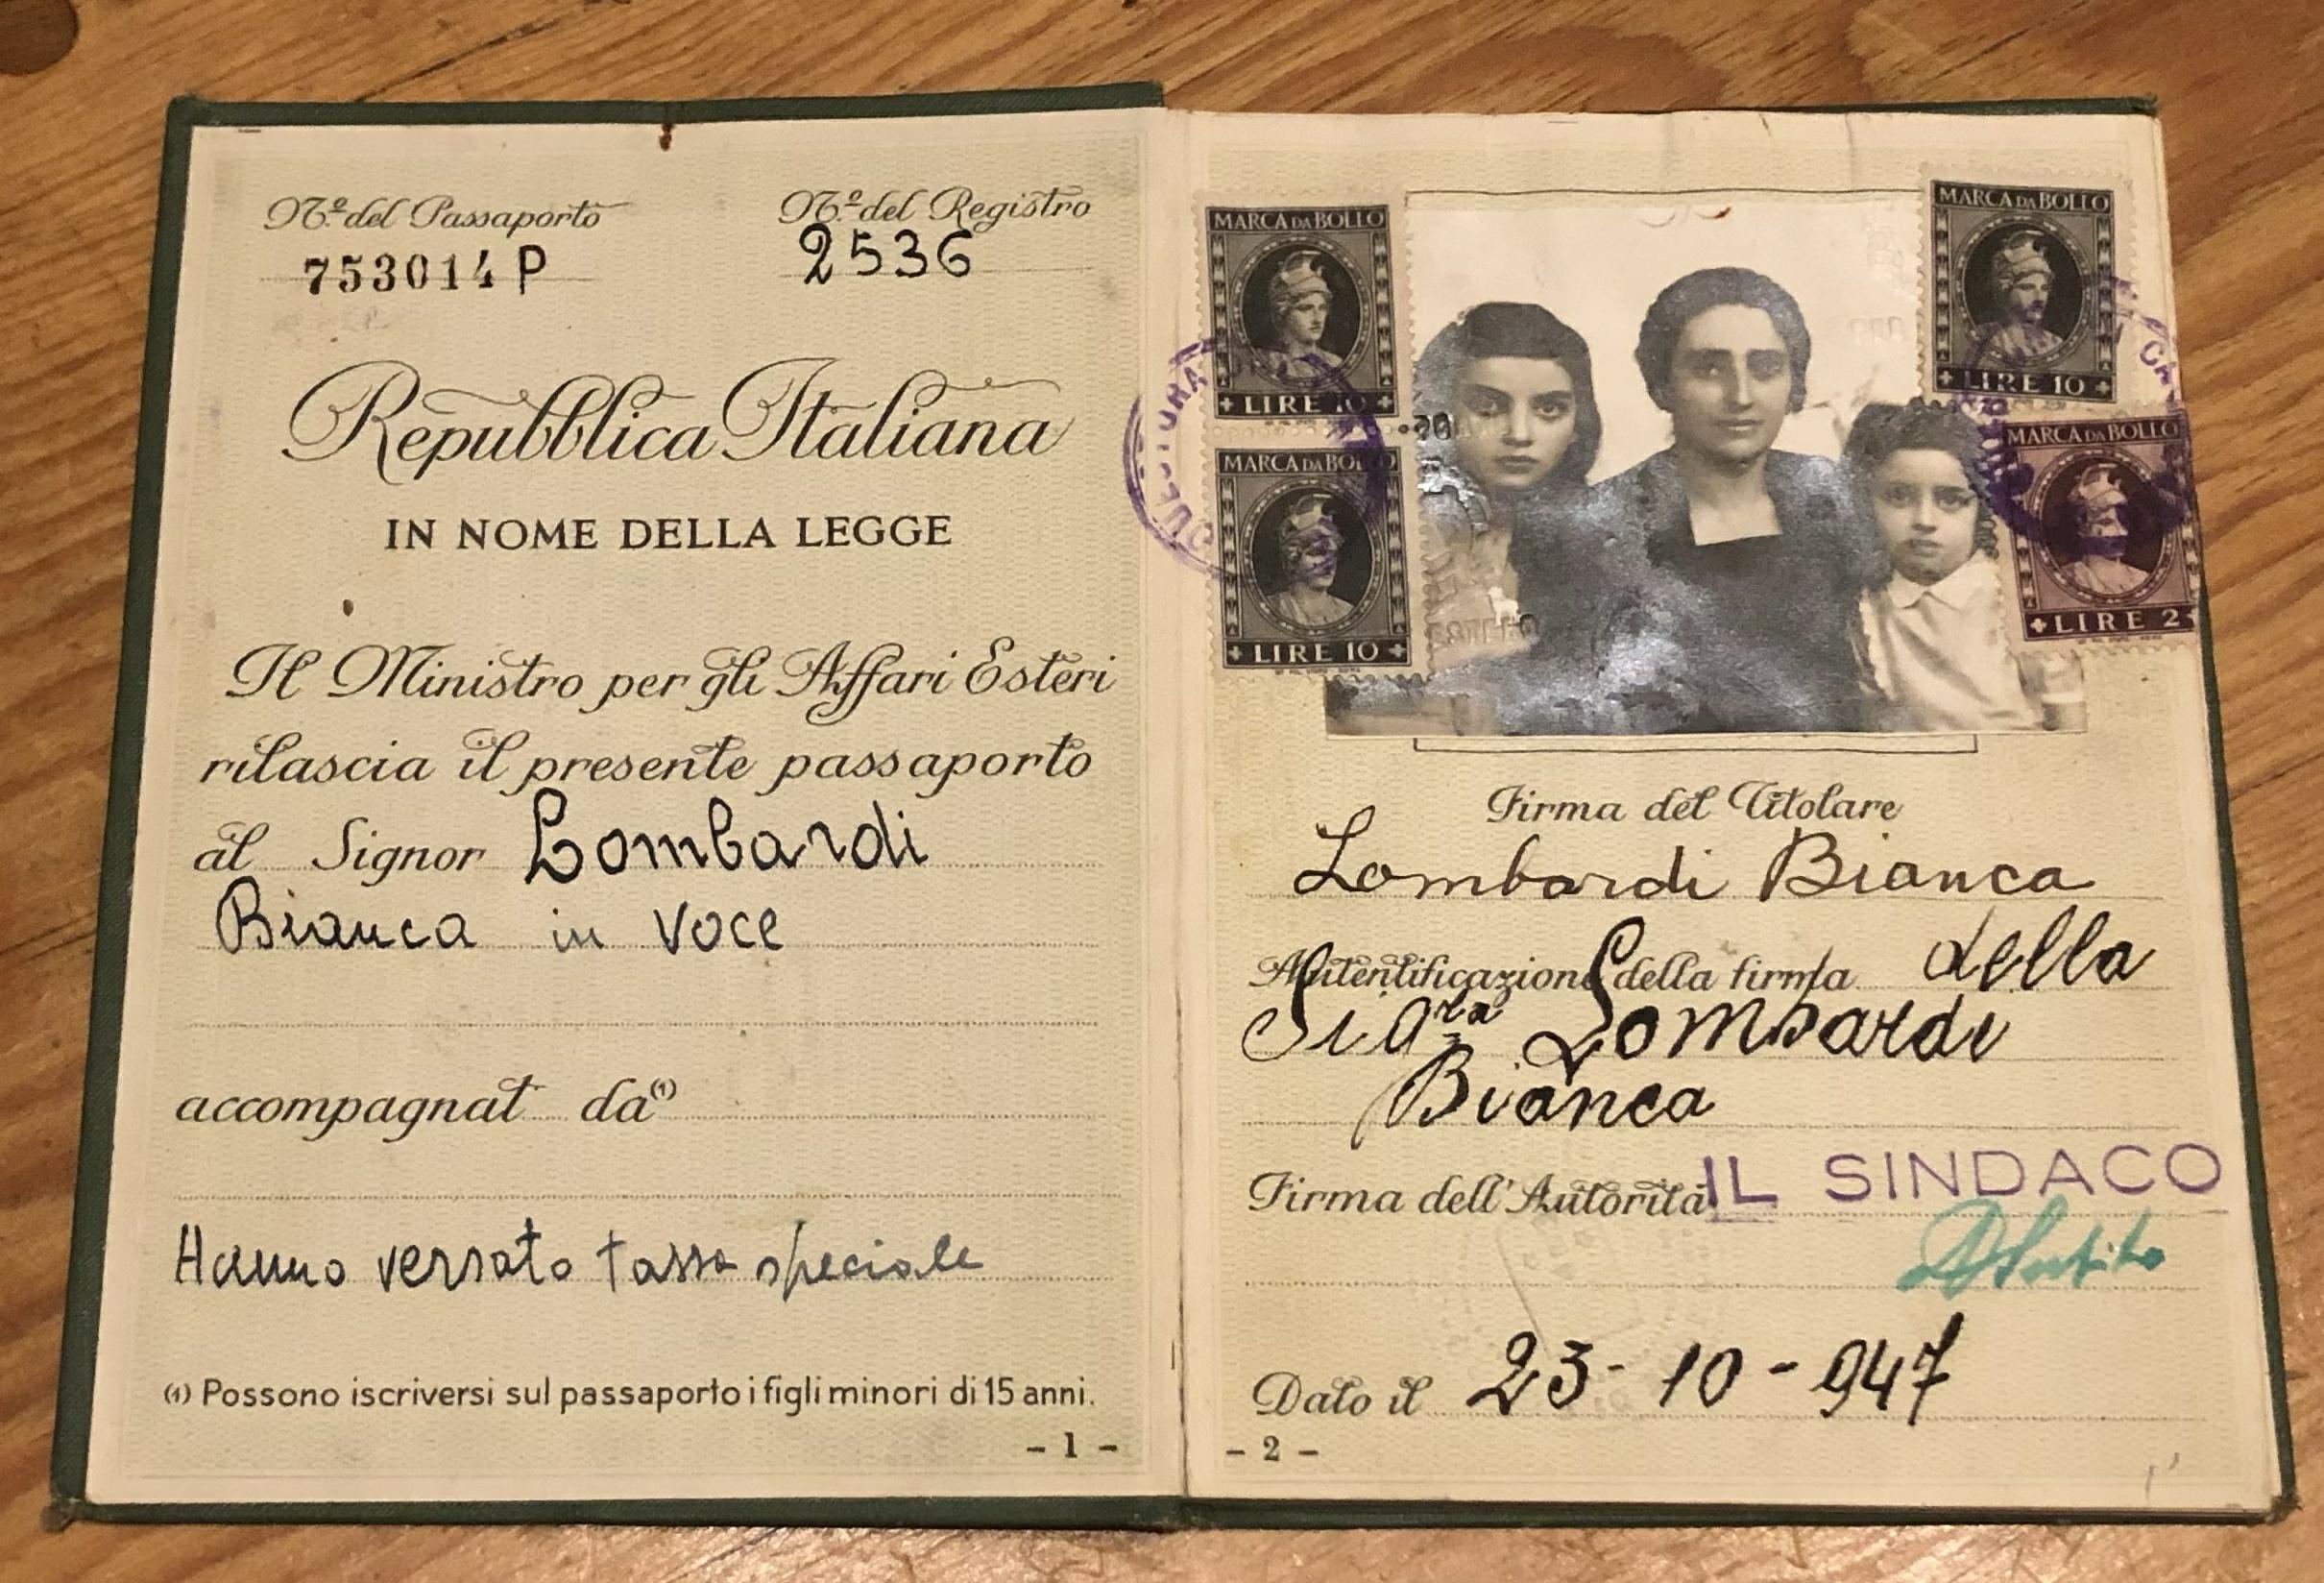 Nº del Passaporto
753014 P
Nº del Registro
2536
Repubblica Italiana
IN NOME DELLA LEGGE
Il Ministro per gli Affari Esteri
rilascia il presente passaporto
al Signor Lombardi
Bianca in Voce
accompagnat da (1)
Hanno versato tassa speciale
(1) Possono iscriversi sul passaporto i figli minori di 15 anni.
- 1 -
MARCA DA BOLLO
LIRE 10
MARCA DA BOLLO
LIRE 10
QUESTURA
MARCA DA BOLLO
LIRE 10
MARCA DA BOLLO
LIRE 2
Firma del Titolare
Lombardi Bianca
Autentificazione della firma della
Sig.ra Lombardi
Bianca
Firma dell'Autorità IL SINDACO
Dato il 23-10-947
- 2 -